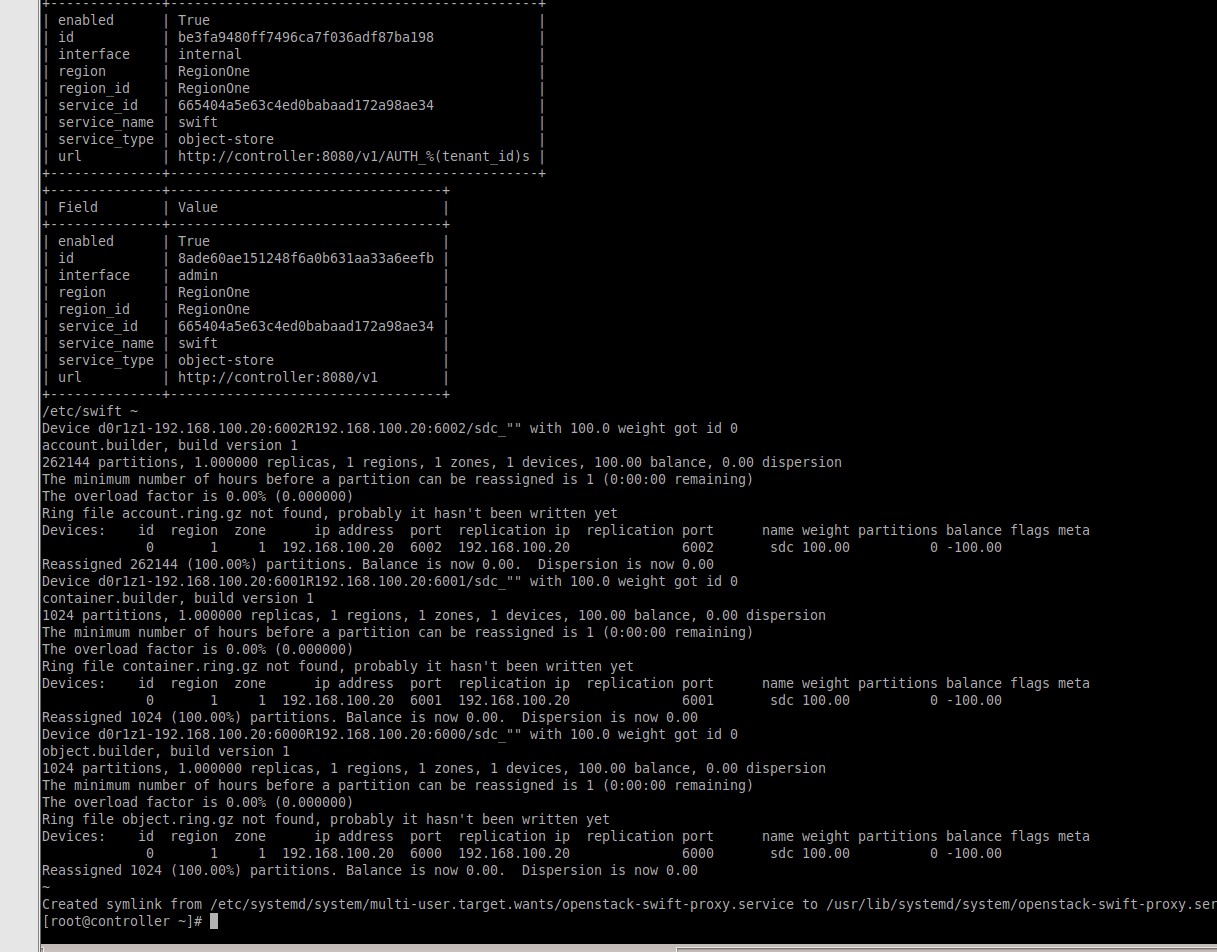 +--------------+----------------------------------------------+
| enabled      | True                                         |
| id           | be3fa9480ff7496ca7f036adf87ba198             |
| interface    | internal                                     |
| region       | RegionOne                                    |
| region_id    | RegionOne                                    |
| service_id   | 665404a5e63c4ed0babaad172a98ae34             |
| service_name | swift                                        |
| service_type | object-store                                 |
| url          | http://controller:8080/v1/AUTH_%(tenant_id)s |
+--------------+----------------------------------------------+
+--------------+----------------------------------+
| Field        | Value                            |
+--------------+----------------------------------+
| enabled      | True                             |
| id           | 8ade60ae151248f6a0b631aa33a6eefb |
| interface    | admin                            |
| region       | RegionOne                        |
| region_id    | RegionOne                        |
| service_id   | 665404a5e63c4ed0babaad172a98ae34 |
| service_name | swift                            |
| service_type | object-store                     |
| url          | http://controller:8080/v1        |
+--------------+----------------------------------+
/etc/swift ~
Device d0r1z1-192.168.100.20:6002R192.168.100.20:6002/sdc_"" with 100.0 weight got id 0
account.builder, build version 1
262144 partitions, 1.000000 replicas, 1 regions, 1 zones, 1 devices, 100.00 balance, 0.00 dispersion
The minimum number of hours before a partition can be reassigned is 1 (0:00:00 remaining)
The overload factor is 0.00% (0.000000)
Ring file account.ring.gz not found, probably it hasn't been written yet
Devices:    id  region  zone      ip address  port  replication ip  replication port      name weight partitions balance flags meta
             0       1     1  192.168.100.20  6002  192.168.100.20              6002       sdc 100.00          0 -100.00
Reassigned 262144 (100.00%) partitions. Balance is now 0.00.  Dispersion is now 0.00
Device d0r1z1-192.168.100.20:6001R192.168.100.20:6001/sdc_"" with 100.0 weight got id 0
container.builder, build version 1
1024 partitions, 1.000000 replicas, 1 regions, 1 zones, 1 devices, 100.00 balance, 0.00 dispersion
The minimum number of hours before a partition can be reassigned is 1 (0:00:00 remaining)
The overload factor is 0.00% (0.000000)
Ring file container.ring.gz not found, probably it hasn't been written yet
Devices:    id  region  zone      ip address  port  replication ip  replication port      name weight partitions balance flags meta
             0       1     1  192.168.100.20  6001  192.168.100.20              6001       sdc 100.00          0 -100.00
Reassigned 1024 (100.00%) partitions. Balance is now 0.00.  Dispersion is now 0.00
Device d0r1z1-192.168.100.20:6000R192.168.100.20:6000/sdc_"" with 100.0 weight got id 0
object.builder, build version 1
1024 partitions, 1.000000 replicas, 1 regions, 1 zones, 1 devices, 100.00 balance, 0.00 dispersion
The minimum number of hours before a partition can be reassigned is 1 (0:00:00 remaining)
The overload factor is 0.00% (0.000000)
Ring file object.ring.gz not found, probably it hasn't been written yet
Devices:    id  region  zone      ip address  port  replication ip  replication port      name weight partitions balance flags meta
             0       1     1  192.168.100.20  6000  192.168.100.20              6000       sdc 100.00          0 -100.00
Reassigned 1024 (100.00%) partitions. Balance is now 0.00.  Dispersion is now 0.00
~
Created symlink from /etc/systemd/system/multi-user.target.wants/openstack-swift-proxy.service to /usr/lib/systemd/system/openstack-swift-proxy.ser
[root@controller ~]#